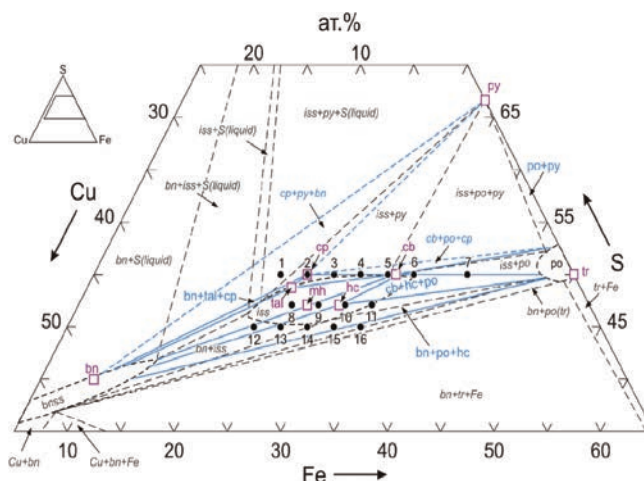 ат.%
20
10
S
Cu
Fe
py
30
65
iss+py+S(liquid)
iss+S(liquid)
po+py
bn+iss+S(liquid)
cp+py+bn
iss+py
iss+po+py
Cu
40
55
S
bn+S(liquid)
cb+po+cp
cp
cb
1
2
3
4
5
6
7
iss+po
po
tr
tal
mh
hc
cb+hc+po
bn+tal+cp
iss
8
9
10
11
tr+Fe
bn+po(tr)
50
45
12
13
14
15
16
bn+iss
bn
bn+po+hc
bnss
bn+tr+Fe
Cu+bn
Cu+bn+Fe
10
20
30
40
50
60
Fe